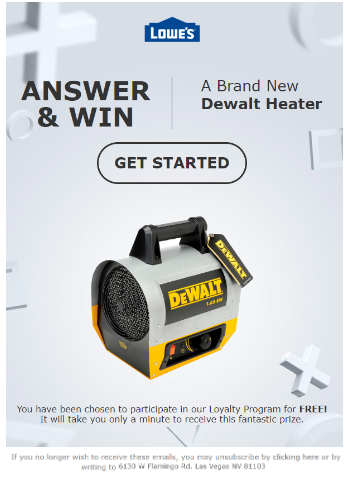 LOWE'S
ANSWER
& WIN
A Brand New
Dewalt Heater
GET STARTED
DEWALT
DEWALT
1.60 kW
You have been chosen to participate in our Loyalty Program for FREE!
It will take you only a minute to receive this fantastic prize.
If you no longer wish to receive these emails, you may unsubscribe by clicking here or by
writing to 6130 W Flamingo Rd. Las Vegas NV 81103